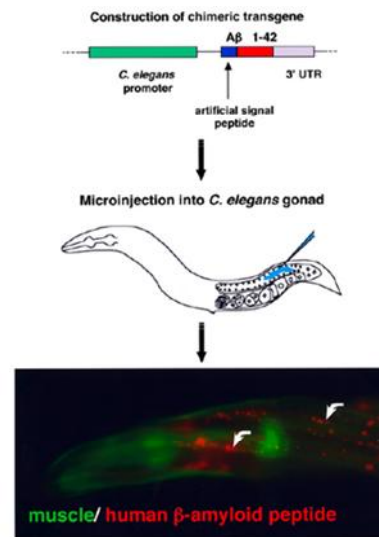 Construction of chimeric transgene
Aβ 1-42
C. elegans
promoter
3' UTR
artificial signal
peptide
Microinjection into C. elegans gonad
muscle/ human β-amyloid peptide